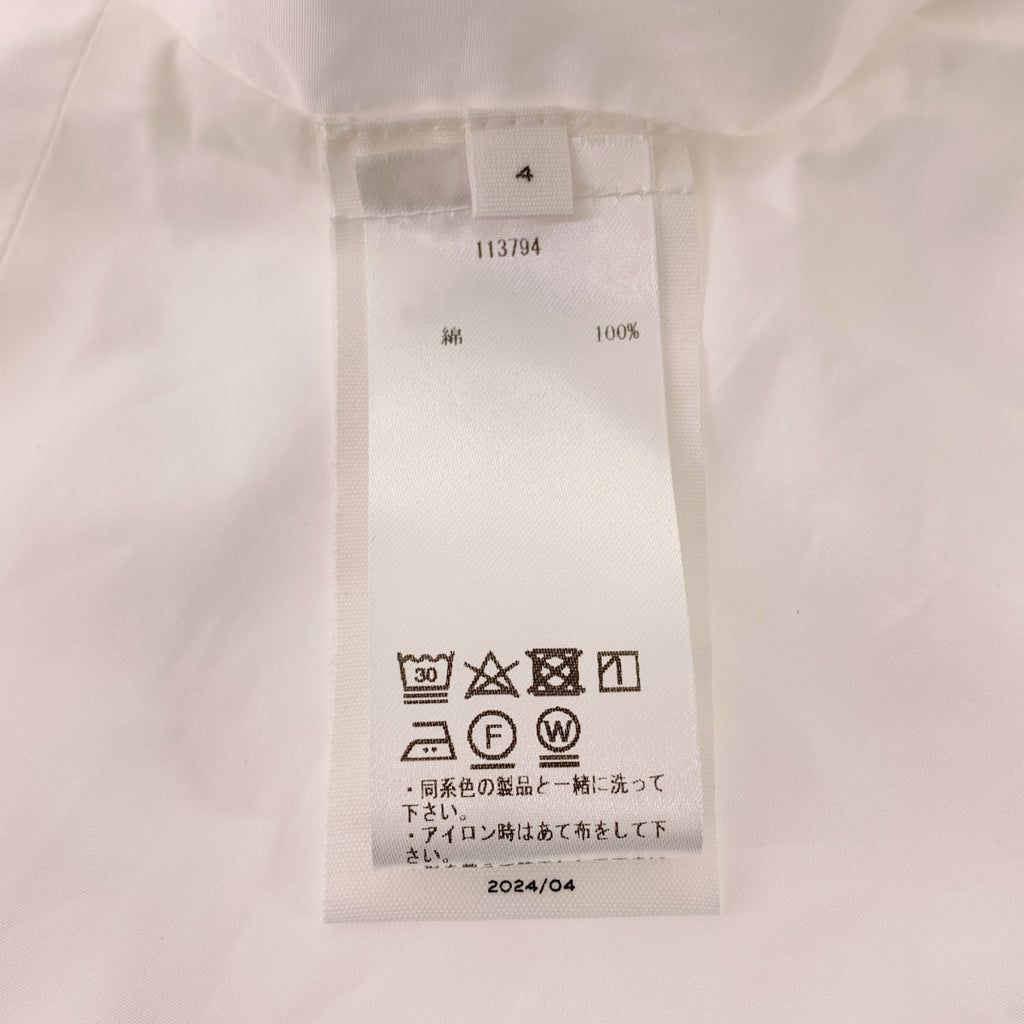 4
113794
綿 100%
30
F W
・同系色の製品と一緒に洗って
下さい。
・アイロン時はあて布をして下
さい。
2024/04